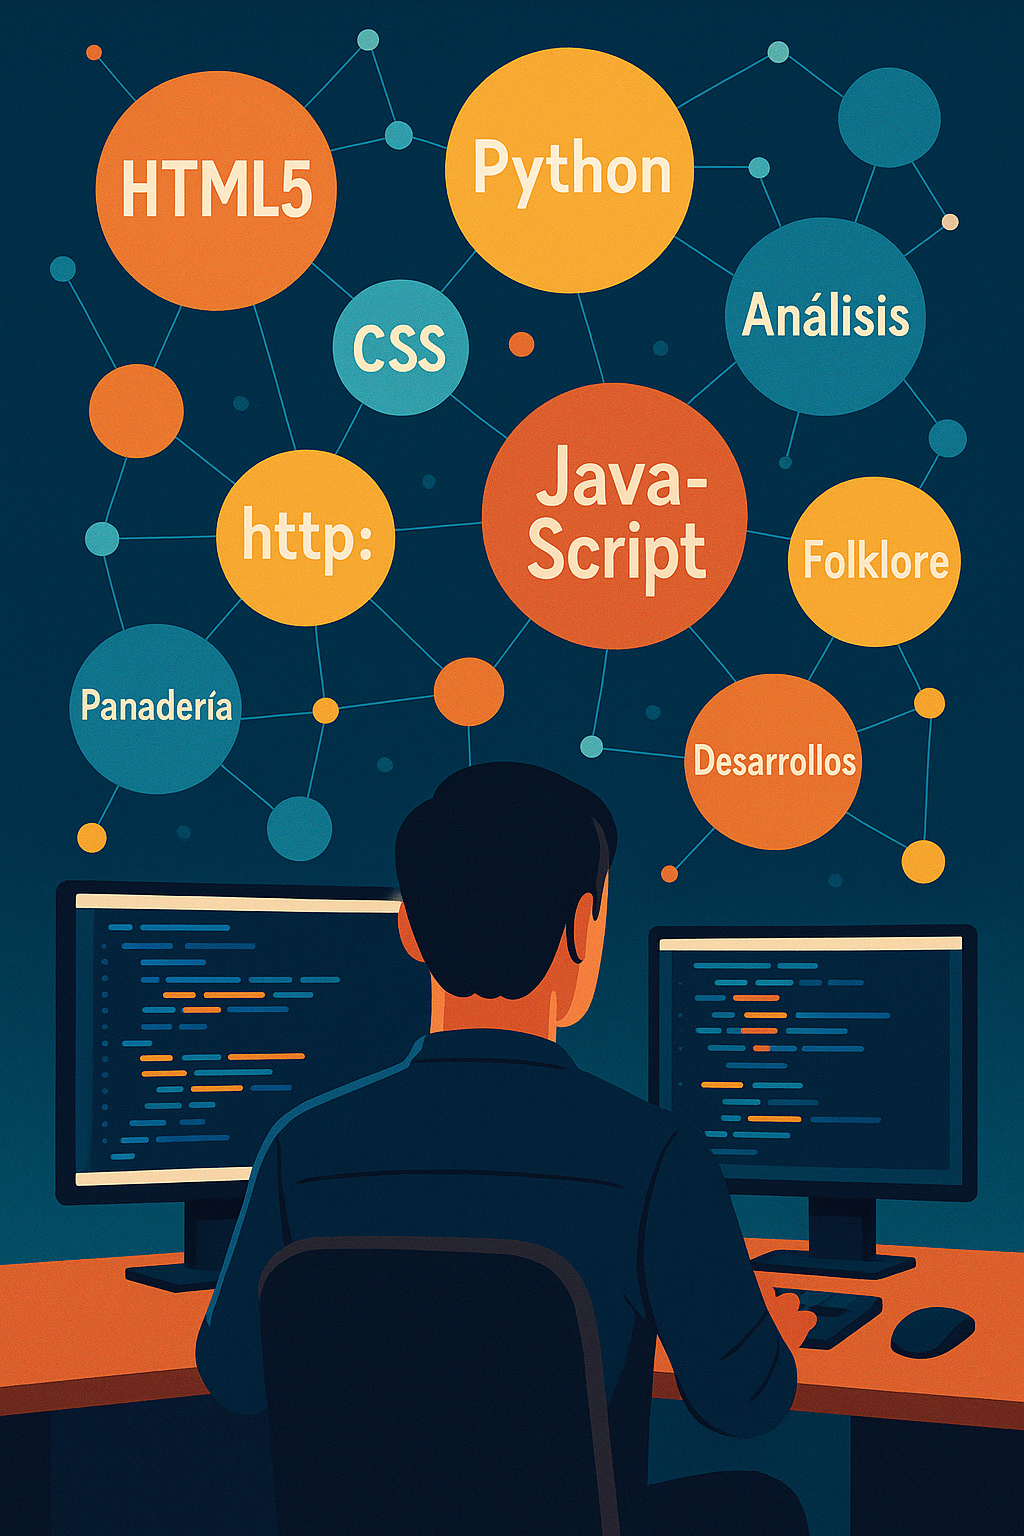 HTML5
Python
CSS
Análisis
Java-
Script
http:
Folklore
Panadería
Desarrollos